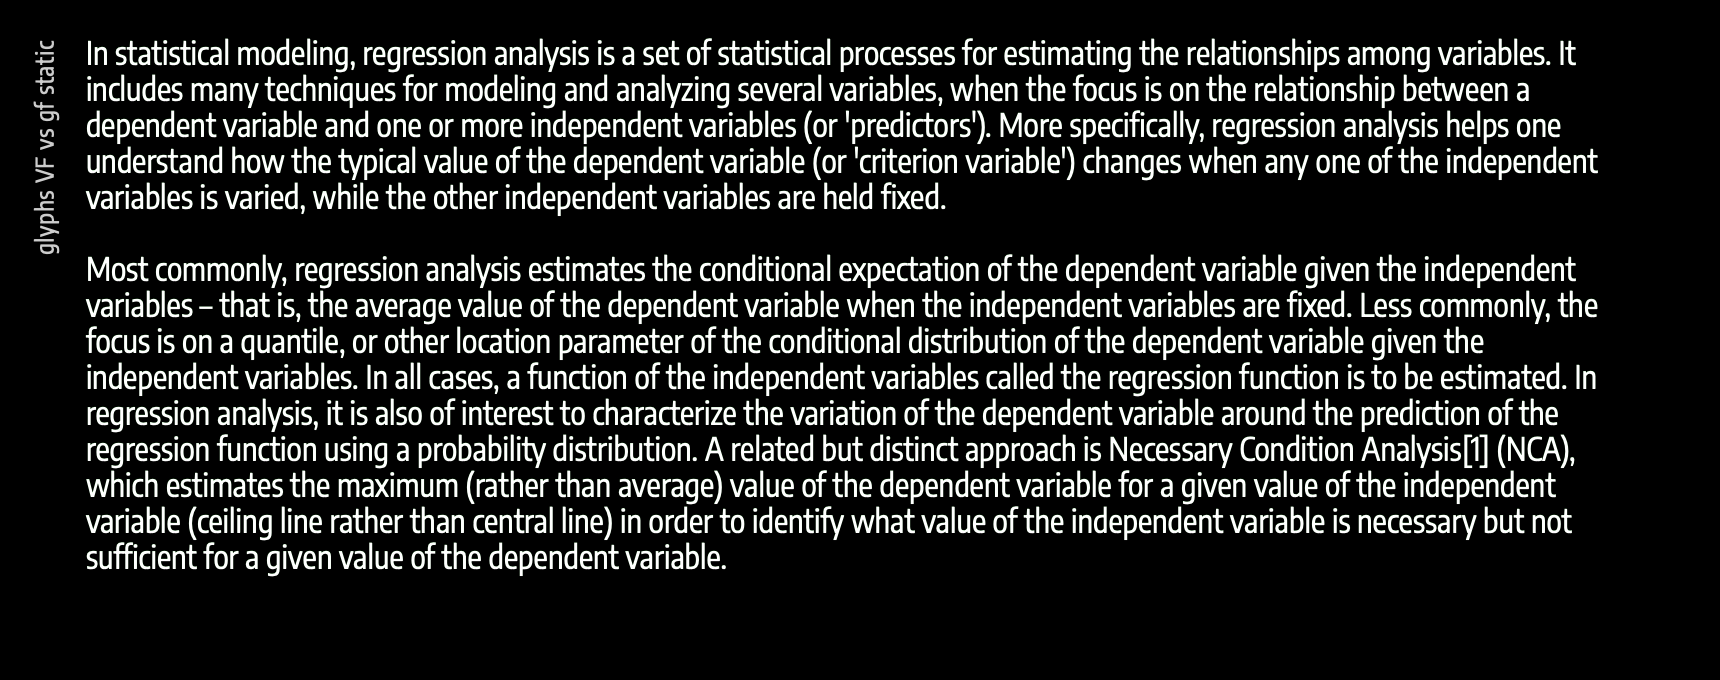 glyphs VF vs gf static
In statistical modeling, regression analysis is a set of statistical processes for estimating the relationships among variables. It
includes many techniques for modeling and analyzing several variables, when the focus is on the relationship between a
dependent variable and one or more independent variables (or 'predictors'). More specifically, regression analysis helps one
understand how the typical value of the dependent variable (or 'criterion variable') changes when any one of the independent
variables is varied, while the other independent variables are held fixed.
Most commonly, regression analysis estimates the conditional expectation of the dependent variable given the independent
variables – that is, the average value of the dependent variable when the independent variables are fixed. Less commonly, the
focus is on a quantile, or other location parameter of the conditional distribution of the dependent variable given the
independent variables. In all cases, a function of the independent variables called the regression function is to be estimated. In
regression analysis, it is also of interest to characterize the variation of the dependent variable around the prediction of the
regression function using a probability distribution. A related but distinct approach is Necessary Condition Analysis[1] (NCA),
which estimates the maximum (rather than average) value of the dependent variable for a given value of the independent
variable (ceiling line rather than central line) in order to identify what value of the independent variable is necessary but not
sufficient for a given value of the dependent variable.